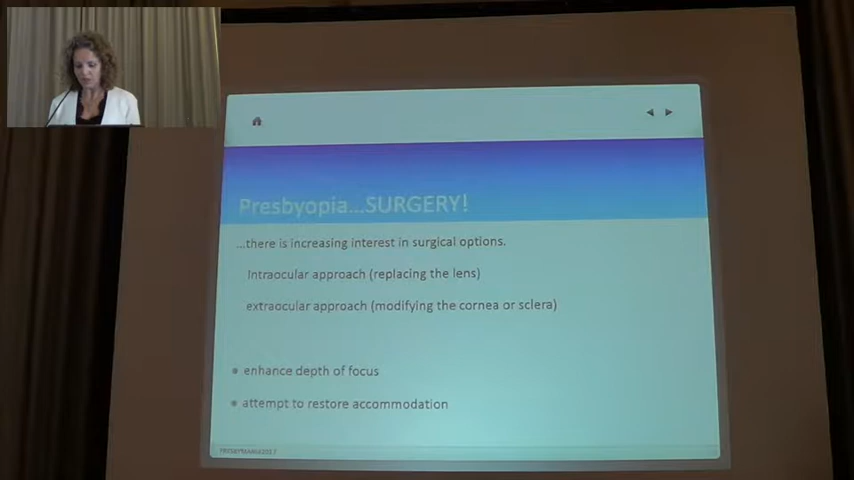 Presbyopia...SURGERY!
...there is increasing interest in surgical options.
Intraocular approach (replacing the lens)
extraocular approach (modifying the cornea or sclera)
enhance depth of focus
attempt to restore accommodation